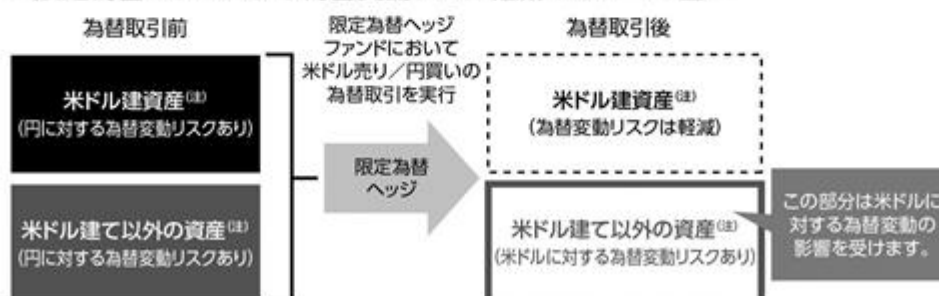 為替取引前
限定為替ヘッジ
ファンドにおいて
米ドル売り／円買いの
為替取引を実行
為替取引後
米ドル建資産(注)
(円に対する為替変動リスクあり)
米ドル建資産(注)
(為替変動リスクは軽減)
限定為替
ヘッジ
米ドル建て以外の資産(注)
(円に対する為替変動リスクあり)
米ドル建て以外の資産(注)
(米ドルに対する為替変動リスクあり)
この部分は米ドルに
対する為替変動の
影響を受けます。